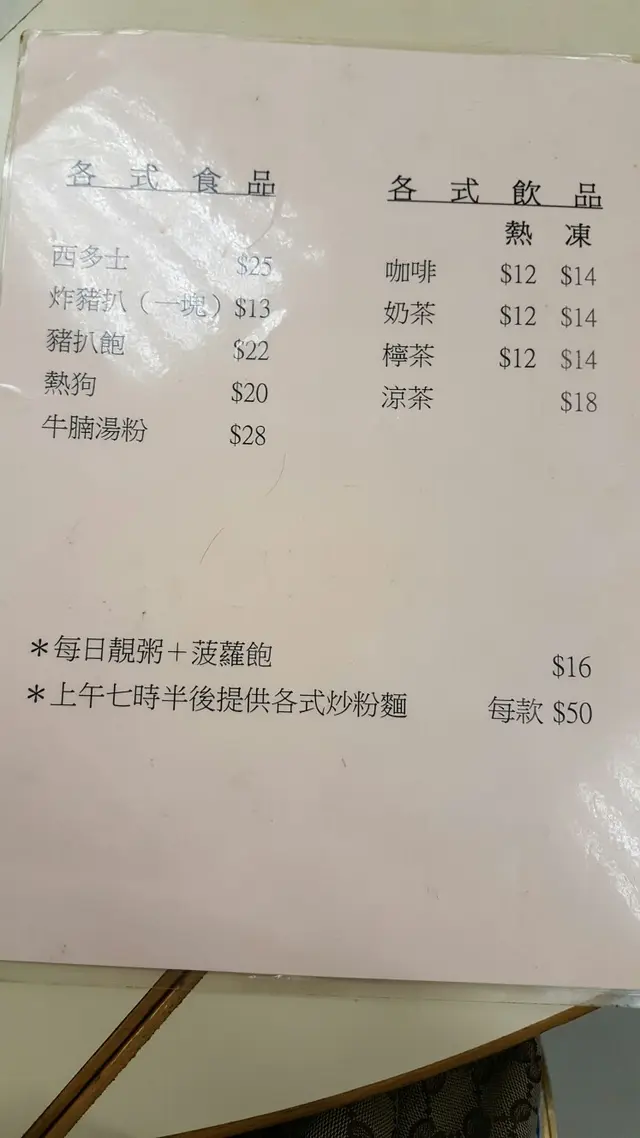 各式食品
西多士 $25
炸豬扒（一塊）$13
豬扒飽 $22
熱狗 $20
牛腩湯粉 $28
各式飲品
熱 凍
咖啡 $12 $14
奶茶 $12 $14
檸茶 $12 $14
涼茶 $18
＊每日靚粥＋菠蘿飽 $16
＊上午七時半後提供各式炒粉麵 每款 $50